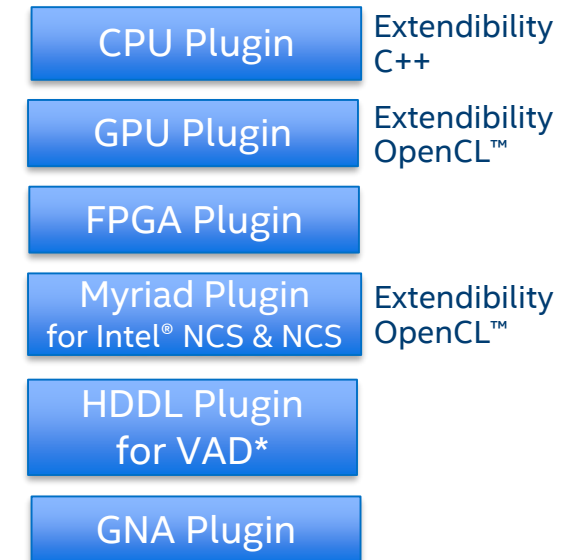 CPU Plugin
Extendibility
C++
GPU Plugin
Extendibility
OpenCL™
FPGA Plugin
Myriad Plugin
for Intel® NCS & NCS
Extendibility
OpenCL™
HDDL Plugin
for VAD*
GNA Plugin